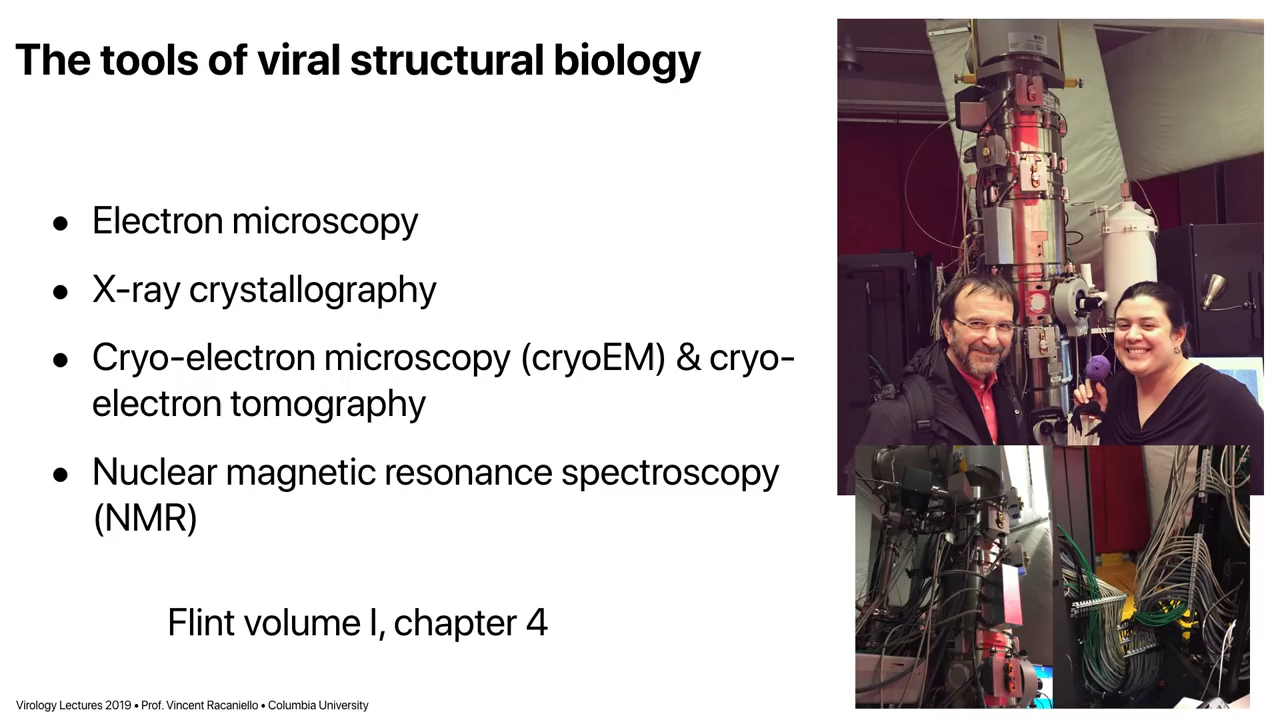 The tools of viral structural biology
• Electron microscopy
• X-ray crystallography
• Cryo-electron microscopy (cryoEM) & cryo-
electron tomography
• Nuclear magnetic resonance spectroscopy
(NMR)
Flint volume I, chapter 4
Virology Lectures 2019 • Prof. Vincent Racaniello • Columbia University